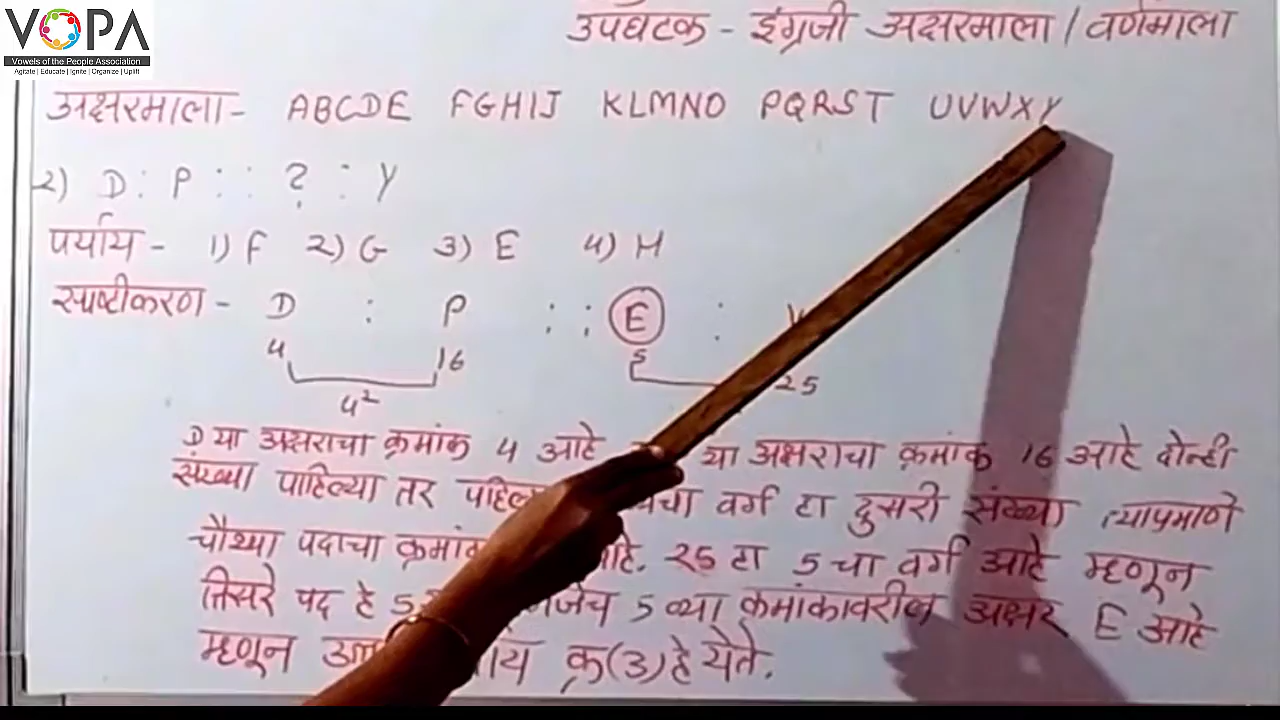 VOPA
Vowels of the People Association
Agitate | Educate | Ignite | Organize | Uplift
उपघटक - इंग्रजी अक्षरमाला / वर्णमाला
अक्षरमाला - ABCDE FGHIJ KLMNO PQRST UVWXY
2) D : P : : ? : Y
पर्याय - 1) F 2) G 3) E 4) H
स्पष्टीकरण - D : P : : E :
4 16 5 25
4²
D या अक्षराचा क्रमांक 4 आहे या अक्षराचा क्रमांक 16 आहे दोन्ही
संख्या पाहिल्या तर वर्ग हा दुसरी संख्या त्याप्रमाणे
चौथ्या पदाचा आहे. 25 हा 5 चा वर्ग आहे म्हणून
तिसरे पद हे 5 व्या क्रमांकावरील अक्षर E आहे
म्हणून क्र (3) हे येते.